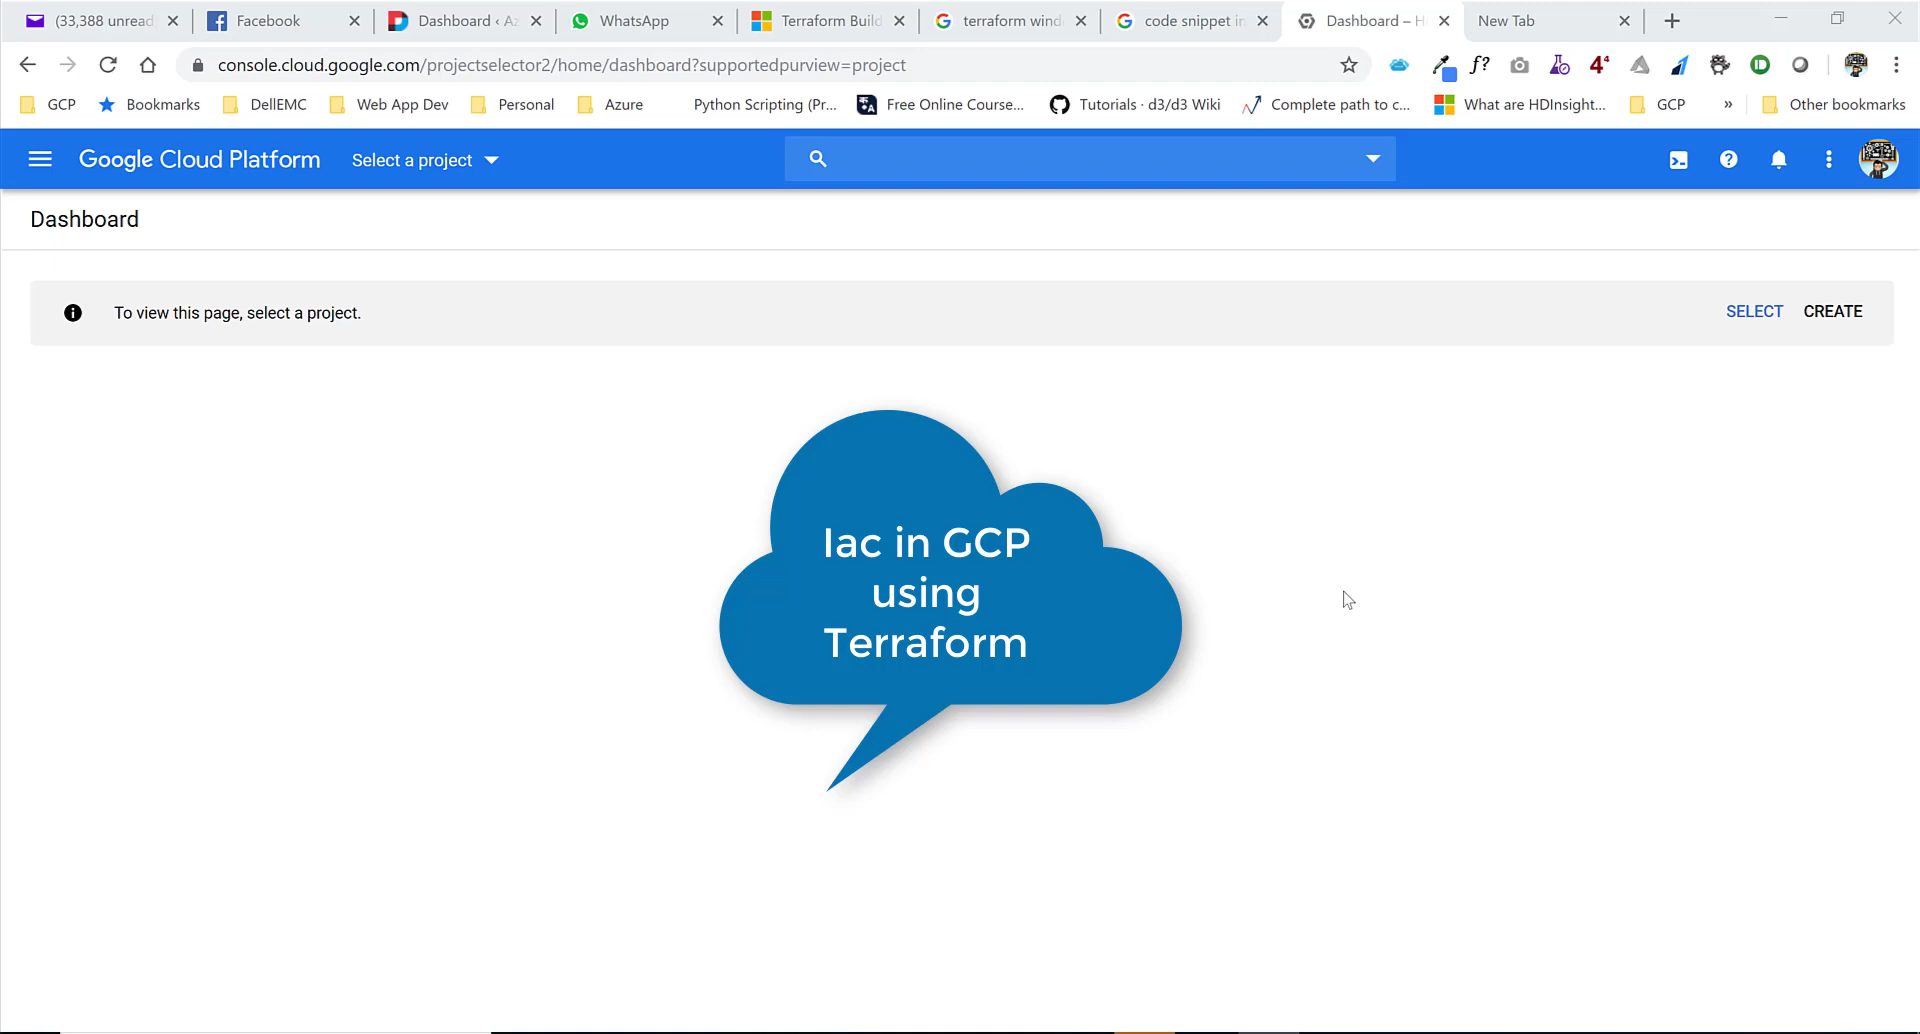 (33,388 unread
Facebook
Dashboard ‹ Az
WhatsApp
Terraform Build
terraform wind
code snippet in
Dashboard – H
New Tab
console.cloud.google.com/projectselector2/home/dashboard?supportedpurview=project
f?
4⁴
GCP
Bookmarks
DellEMC
Web App Dev
Personal
Azure
Python Scripting (Pr...
Free Online Course...
Tutorials · d3/d3 Wiki
Complete path to c...
What are HDInsight...
GCP
»
Other bookmarks
Google Cloud Platform
Select a project
Dashboard
To view this page, select a project.
SELECT
CREATE
Iac in GCP
using
Terraform